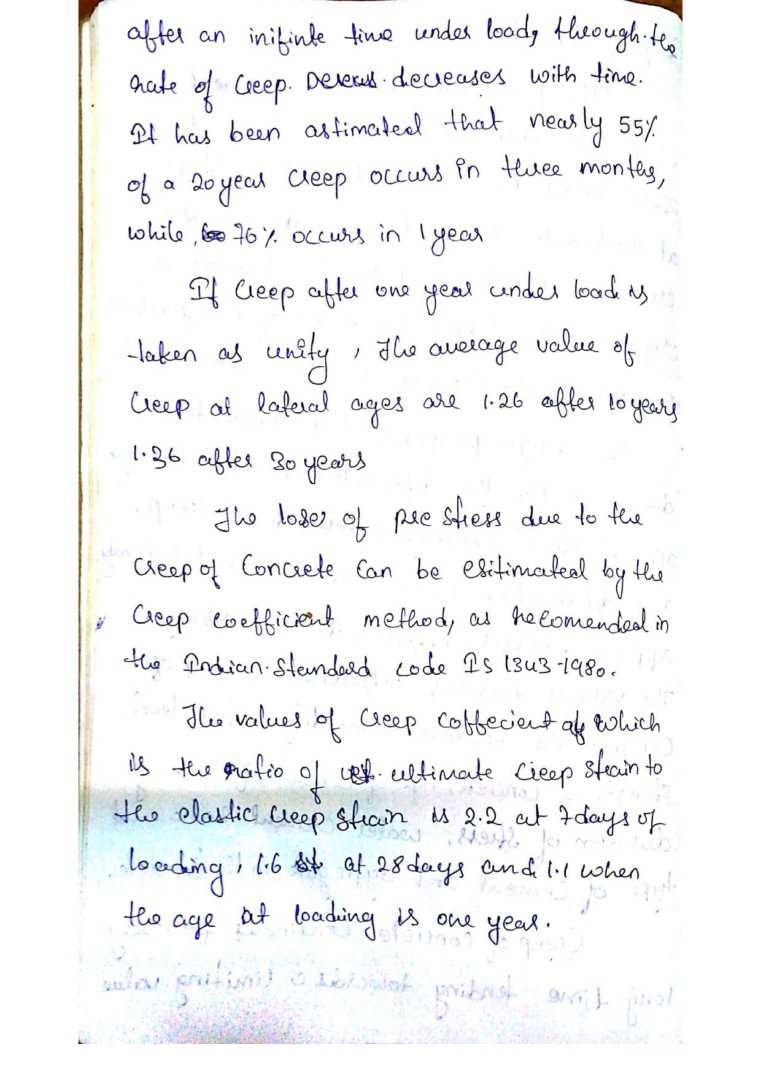 after an inifinte time under load, through the
rate of creep. decreases with time.
It has been astimated that nearly 55%
of a 20 year creep occurs in three months,
while, 76% occurs in 1 year
If creep after one year under load is
taken as unity, The average value of
creep at lateral ages are 1.26 after 10 years
1.36 after 30 years
The loser of pre stress due to the
creep of Concrete Can be esitimated by the
creep coefficient method, as recomended in
the Indian Standard code IS 1343-1980.
The values of creep coffecient which
is the ratio of ultimate creep strain to
the elastic creep strain is 2.2 at 7days of
loading, 1.6 at 28 days and 1.1 when
the age at loading is one year.